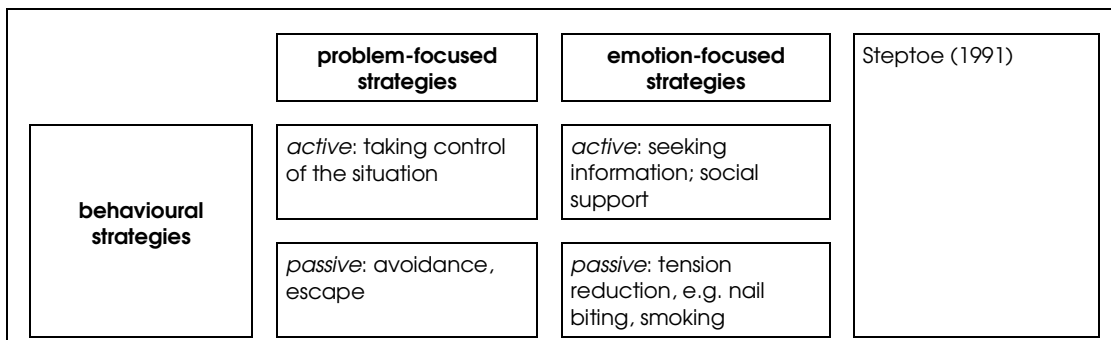 problem-focused
strategies
emotion-focused
strategies
Steptoe (1991)
behavioural
strategies
active: taking control
of the situation
active: seeking
information; social
support
passive: avoidance,
escape
passive: tension
reduction, e.g. nail
biting, smoking